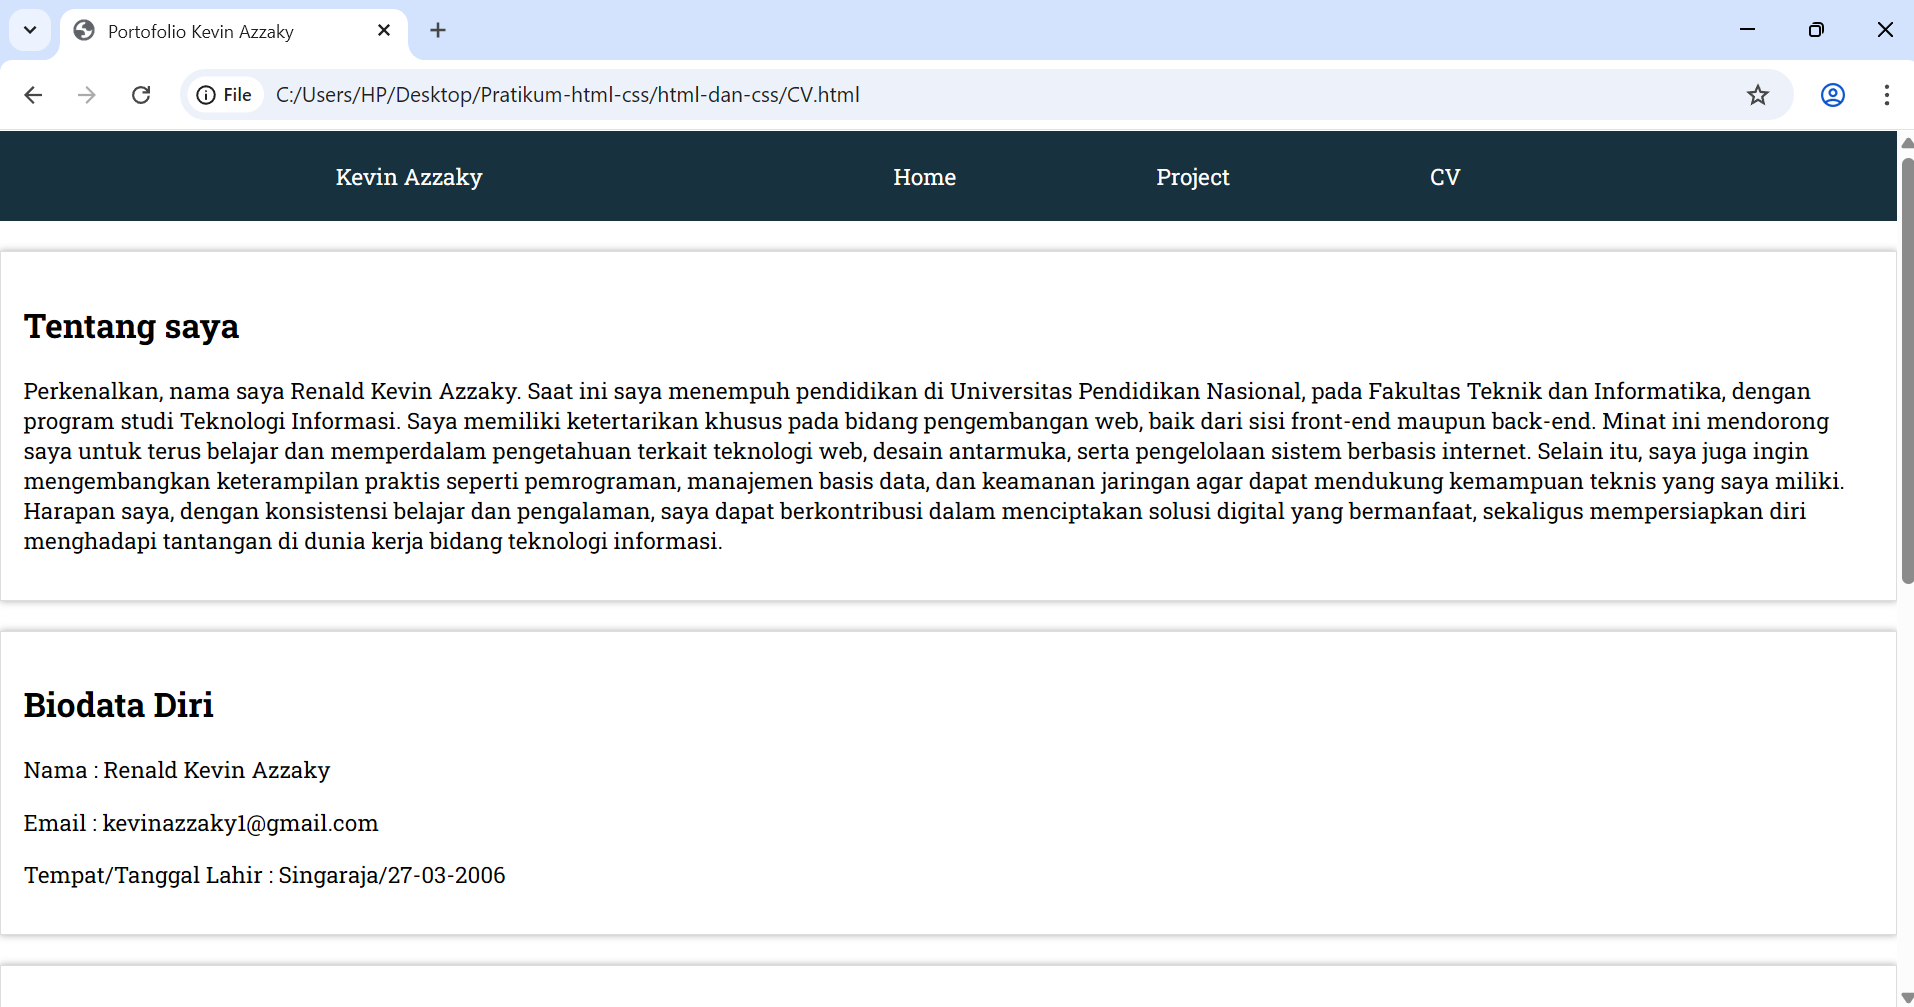 Portofolio Kevin Azzaky
File C:/Users/HP/Desktop/Pratikum-html-css/html-dan-css/CV.html
Kevin Azzaky Home Project CV
Tentang saya
Perkenalkan, nama saya Renald Kevin Azzaky. Saat ini saya menempuh pendidikan di Universitas Pendidikan Nasional, pada Fakultas Teknik dan Informatika, dengan
program studi Teknologi Informasi. Saya memiliki ketertarikan khusus pada bidang pengembangan web, baik dari sisi front-end maupun back-end. Minat ini mendorong
saya untuk terus belajar dan memperdalam pengetahuan terkait teknologi web, desain antarmuka, serta pengelolaan sistem berbasis internet. Selain itu, saya juga ingin
mengembangkan keterampilan praktis seperti pemrograman, manajemen basis data, dan keamanan jaringan agar dapat mendukung kemampuan teknis yang saya miliki.
Harapan saya, dengan konsistensi belajar dan pengalaman, saya dapat berkontribusi dalam menciptakan solusi digital yang bermanfaat, sekaligus mempersiapkan diri
menghadapi tantangan di dunia kerja bidang teknologi informasi.
Biodata Diri
Nama : Renald Kevin Azzaky
Email : kevinazzaky1@gmail.com
Tempat/Tanggal Lahir : Singaraja/27-03-2006